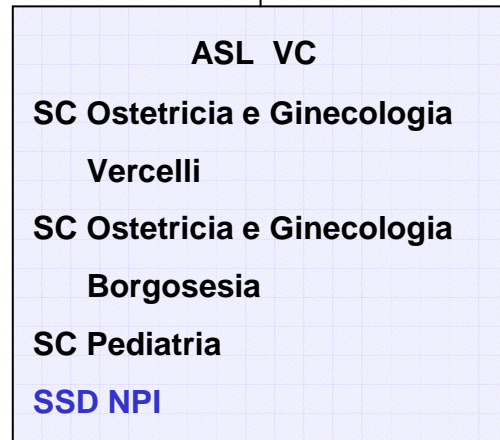 ASL VC
SC Ostetricia e Ginecologia
Vercelli
SC Ostetricia e Ginecologia
Borgosesia
SC Pediatria
SSD NPI